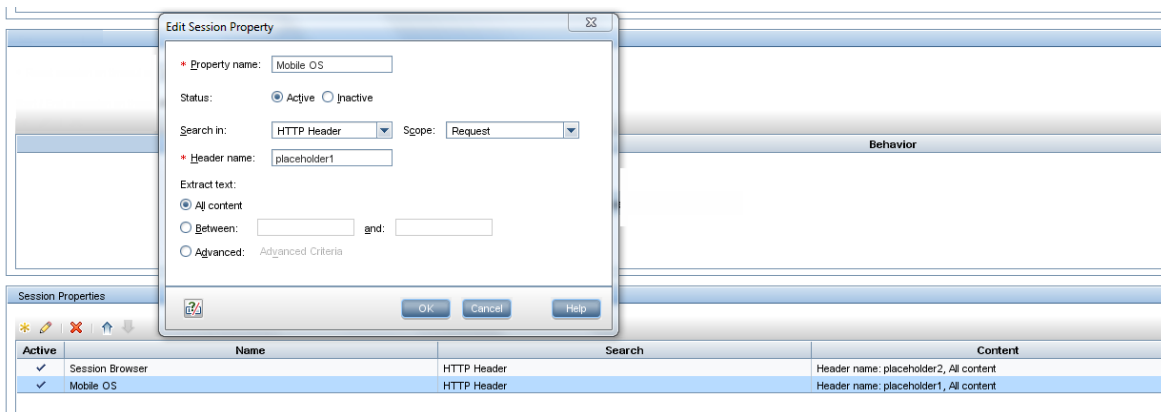 Edit Session Property
* Property name: Mobile OS
Status: Active Inactive
Search in: HTTP Header Scope: Request
* Header name: placeholder1
Extract text:
All content
Between: and:
Advanced: Advanced Criteria
OK Cancel Help
Behavior
Session Properties
Active Name Search Content
Session Browser HTTP Header Header name: placeholder2, All content
Mobile OS HTTP Header Header name: placeholder1, All content